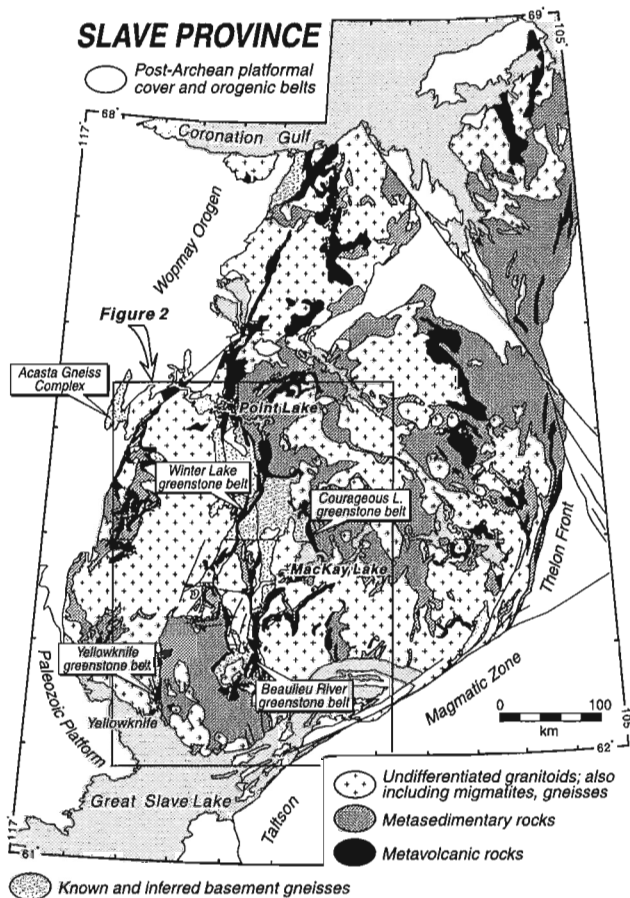 SLAVE PROVINCE
Post-Archean platformal
cover and orogenic belts
69°
105°
68°
117°
Coronation Gulf
Wopmay Orogen
Figure 2
Acasta Gneiss
Complex
Point Lake
Winter Lake
greenstone belt
Courageous L.
greenstone belt
MacKay Lake
Thelon Front
Yellowknife
greenstone belt
Beaulieu River
greenstone belt
Paleozoic Platform
Yellowknife
Magmatic Zone
0 100
km
105°
62°
Great Slave Lake
Taltson
117°
61°
Undifferentiated granitoids; also
including migmalites, gneisses
Metasedimentary rocks
Metavolcanic rocks
Known and inferred basement gneisses